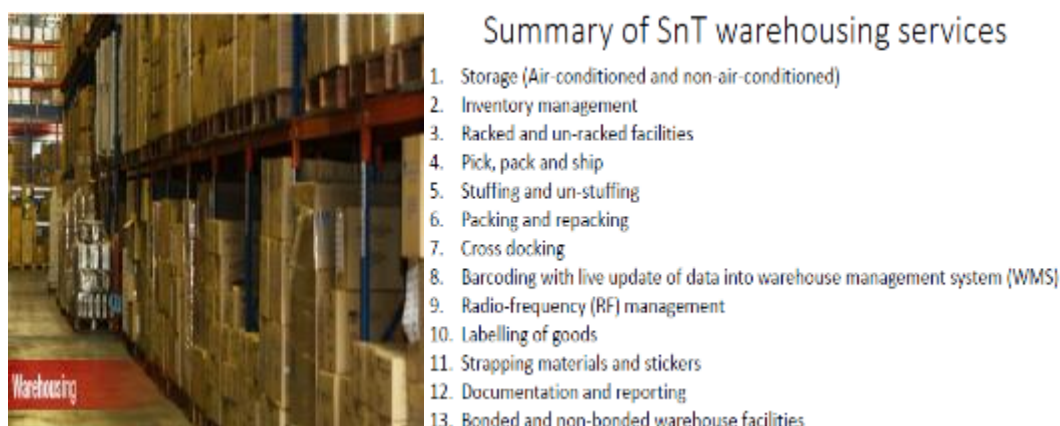 Summary of SnT warehousing services
1. Storage (Air-conditioned and non-air-conditioned)
2. Inventory management
3. Racked and un-racked facilities
4. Pick, pack and ship
5. Stuffing and un-stuffing
6. Packing and repacking
7. Cross docking
8. Barcoding with live update of data into warehouse management system (WMS)
9. Radio-frequency (RF) management
10. Labelling of goods
11. Strapping materials and stickers
12. Documentation and reporting
13. Bonded and non-bonded warehouse facilities
Warehousing